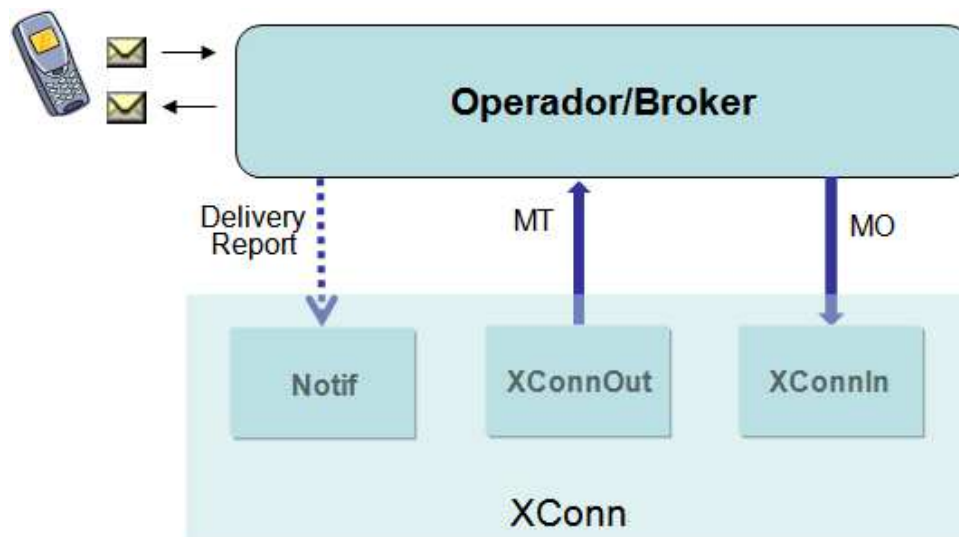 Operador/Broker
Delivery
Report
MT
MO
Notif
XConnOut
XConnIn
XConn